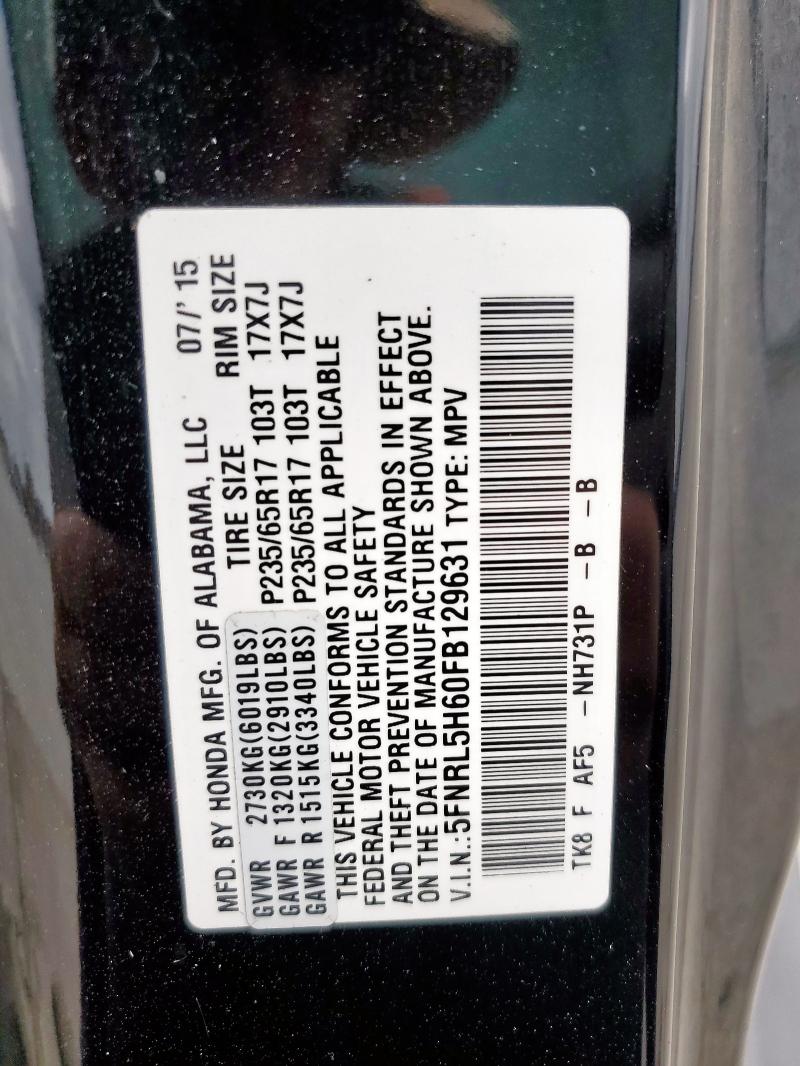 MFD. BY HONDA MFG. OF ALABAMA, LLC 07/' 15
TIRE SIZE RIM SIZE
GVWR 2730KG(6019LBS)
GAWR F 1320KG(2910LBS) P235/65R17 103T 17X7J
GAWR R 1515KG(3340LBS) P235/65R17 103T 17X7J
THIS VEHICLE CONFORMS TO ALL APPLICABLE
FEDERAL MOTOR VEHICLE SAFETY
AND THEFT PREVENTION STANDARDS IN EFFECT
ON THE DATE OF MANUFACTURE SHOWN ABOVE.
V.I.N.:5FNRL5H60FB129631 TYPE: MPV
TK8 F AF5 -NH731P -B -B